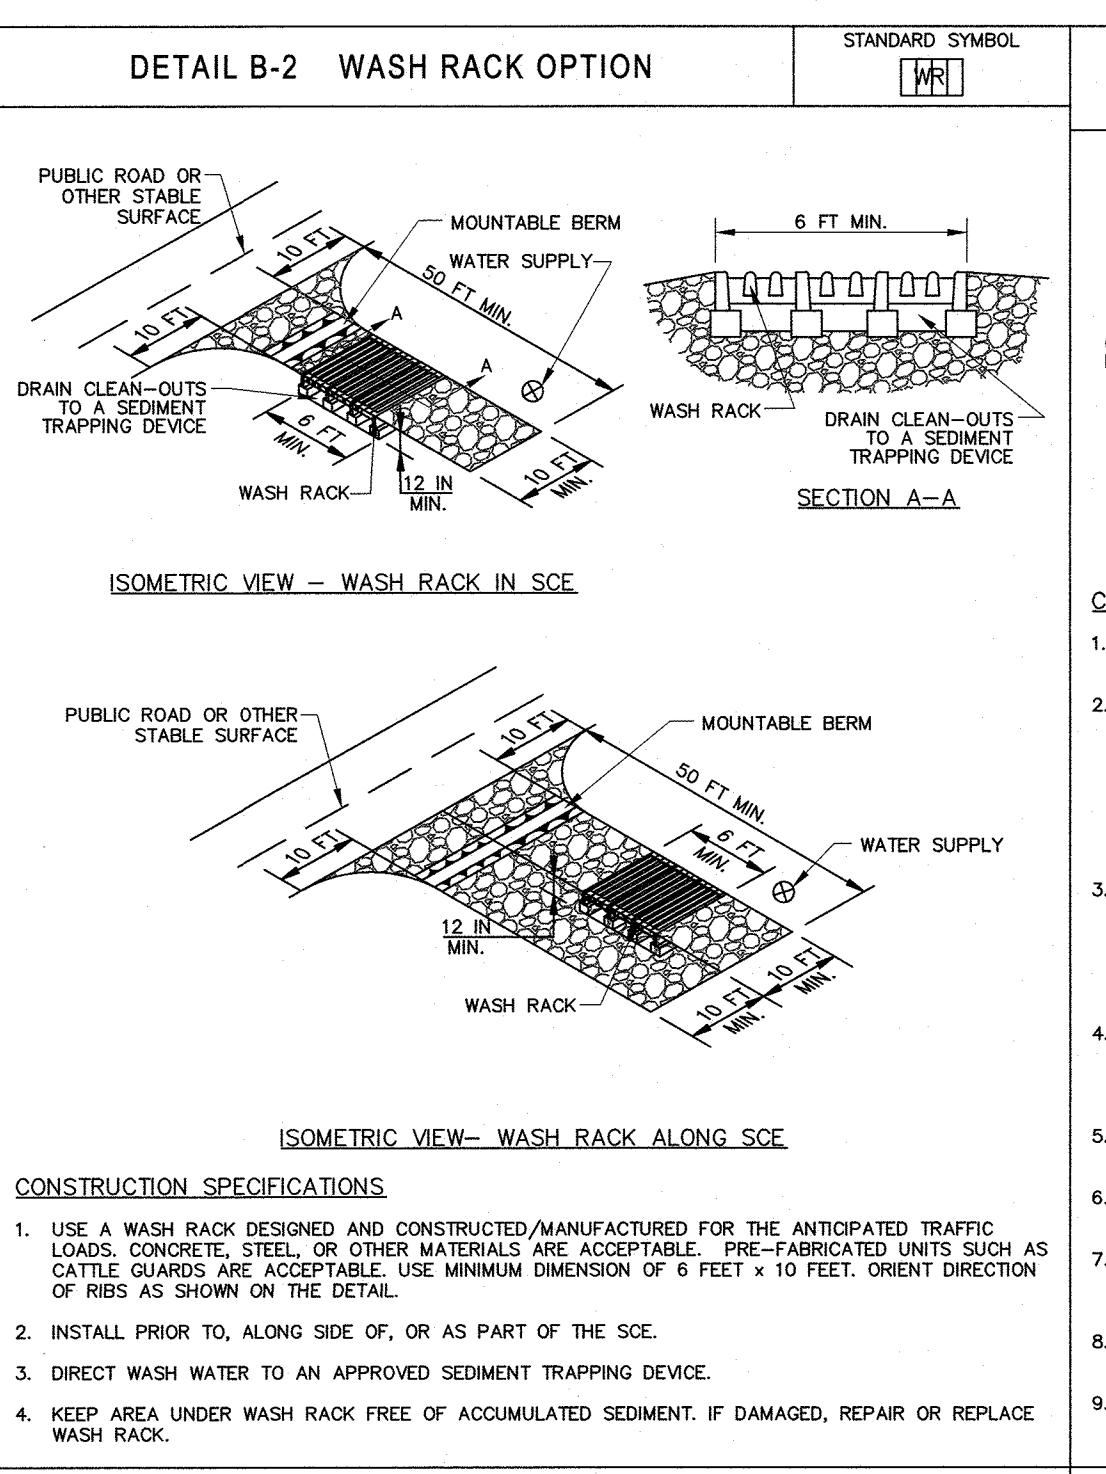 DETAIL B-2 WASH RACK OPTION
STANDARD SYMBOL
WR
PUBLIC ROAD OR
OTHER STABLE
SURFACE
10 FT
MOUNTABLE BERM
WATER SUPPLY
50 FT MIN.
10 FT
A
A
DRAIN CLEAN-OUTS
TO A SEDIMENT
TRAPPING DEVICE
6 FT
MIN.
WASH RACK
12 IN
MIN.
10 FT
MIN.
6 FT MIN.
WASH RACK
DRAIN CLEAN-OUTS
TO A SEDIMENT
TRAPPING DEVICE
SECTION A-A
ISOMETRIC VIEW - WASH RACK IN SCE
PUBLIC ROAD OR OTHER
STABLE SURFACE
10 FT
MOUNTABLE BERM
50 FT MIN.
10 FT
6 FT
MIN.
WATER SUPPLY
12 IN
MIN.
WASH RACK
10 FT
MIN.
10 FT
MIN.
ISOMETRIC VIEW- WASH RACK ALONG SCE
CONSTRUCTION SPECIFICATIONS
1. USE A WASH RACK DESIGNED AND CONSTRUCTED/MANUFACTURED FOR THE ANTICIPATED TRAFFIC
LOADS. CONCRETE, STEEL, OR OTHER MATERIALS ARE ACCEPTABLE. PRE-FABRICATED UNITS SUCH AS
CATTLE GUARDS ARE ACCEPTABLE. USE MINIMUM DIMENSION OF 6 FEET x 10 FEET. ORIENT DIRECTION
OF RIBS AS SHOWN ON THE DETAIL.
2. INSTALL PRIOR TO, ALONG SIDE OF, OR AS PART OF THE SCE.
3. DIRECT WASH WATER TO AN APPROVED SEDIMENT TRAPPING DEVICE.
4. KEEP AREA UNDER WASH RACK FREE OF ACCUMULATED SEDIMENT. IF DAMAGED, REPAIR OR REPLACE
WASH RACK.
C
1.
2.
3.
4.
5.
6.
7.
8.
9.